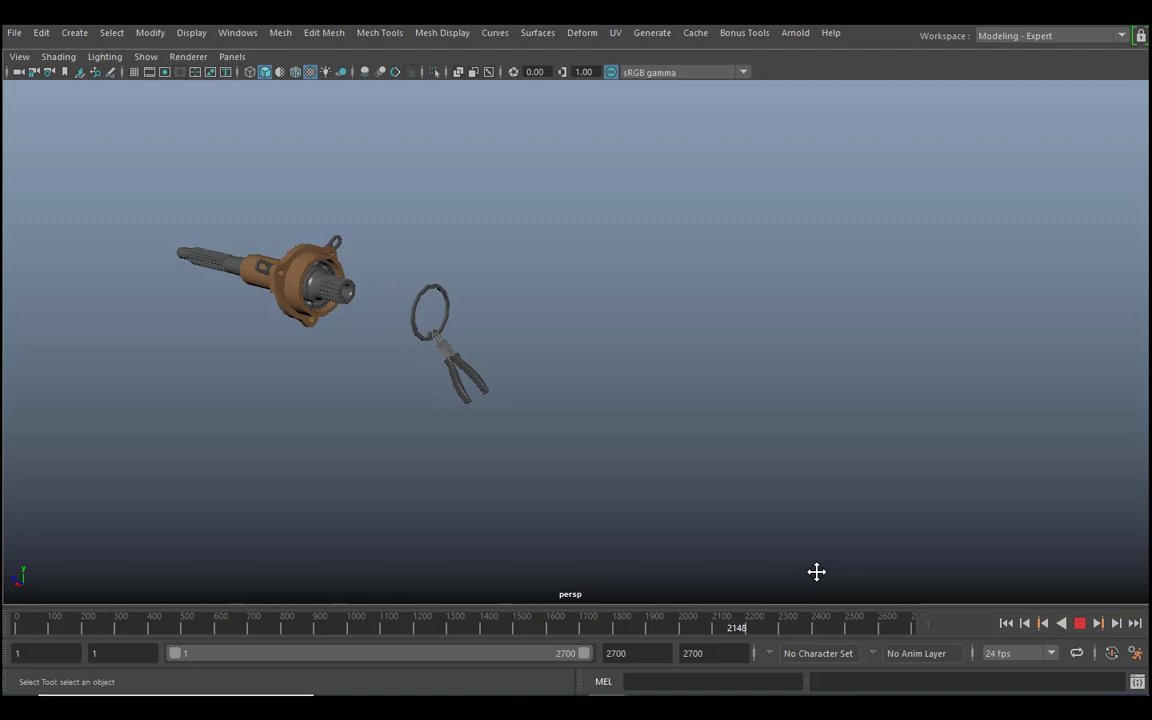 File Edit Create Select Modify Display Windows Mesh Edit Mesh Mesh Tools Mesh Display Curves Surfaces Deform UV Generate Cache Bonus Tools Arnold Help Workspace : Modeling - Expert
View Shading Lighting Show Renderer Panels
0.00 1.00 sRGB gamma
y
persp
0 100 200 300 400 500 600 700 800 900 1000 1100 1200 1300 1400 1500 1600 1700 1800 1900 2000 2100 2200 2300 2400 2500 2600 2
2148
1
1 1 1 2700 2700 2700 No Character Set No Anim Layer 24 fps
Select Tool: select an object MEL